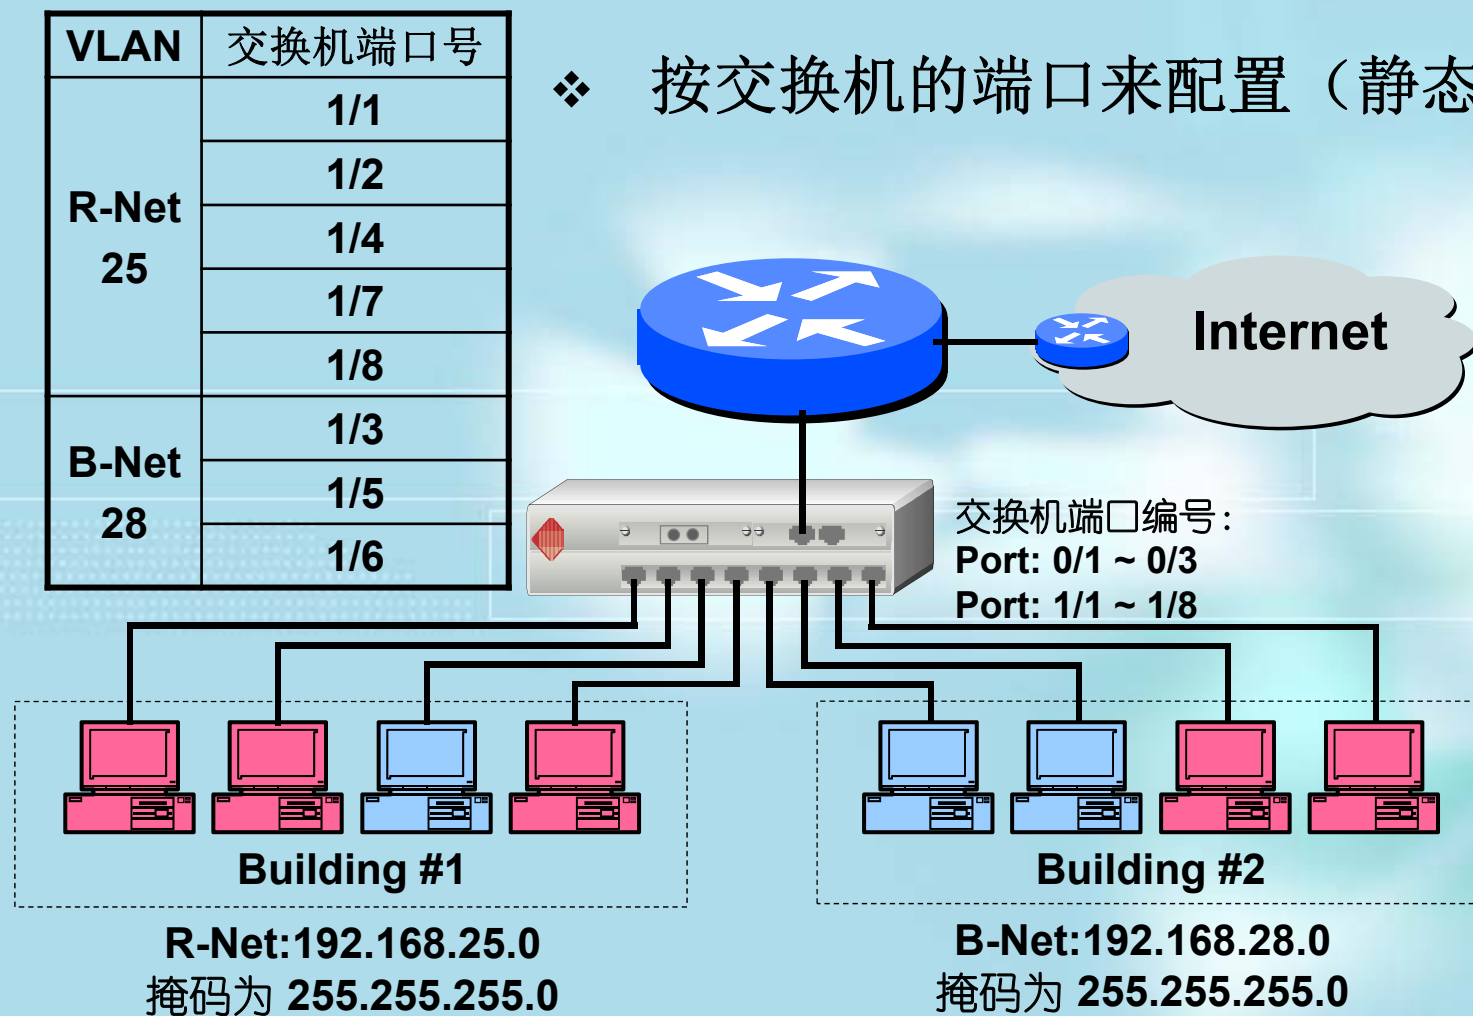 VLAN 交换机端口号
R-Net 25
1/1
1/2
1/4
1/7
1/8
B-Net 28
1/3
1/5
1/6
❖ 按交换机的端口来配置（静态
Internet
交换机端口编号:
Port: 0/1 ~ 0/3
Port: 1/1 ~ 1/8
Building #1
Building #2
R-Net:192.168.25.0
掩码为 255.255.255.0
B-Net:192.168.28.0
掩码为 255.255.255.0